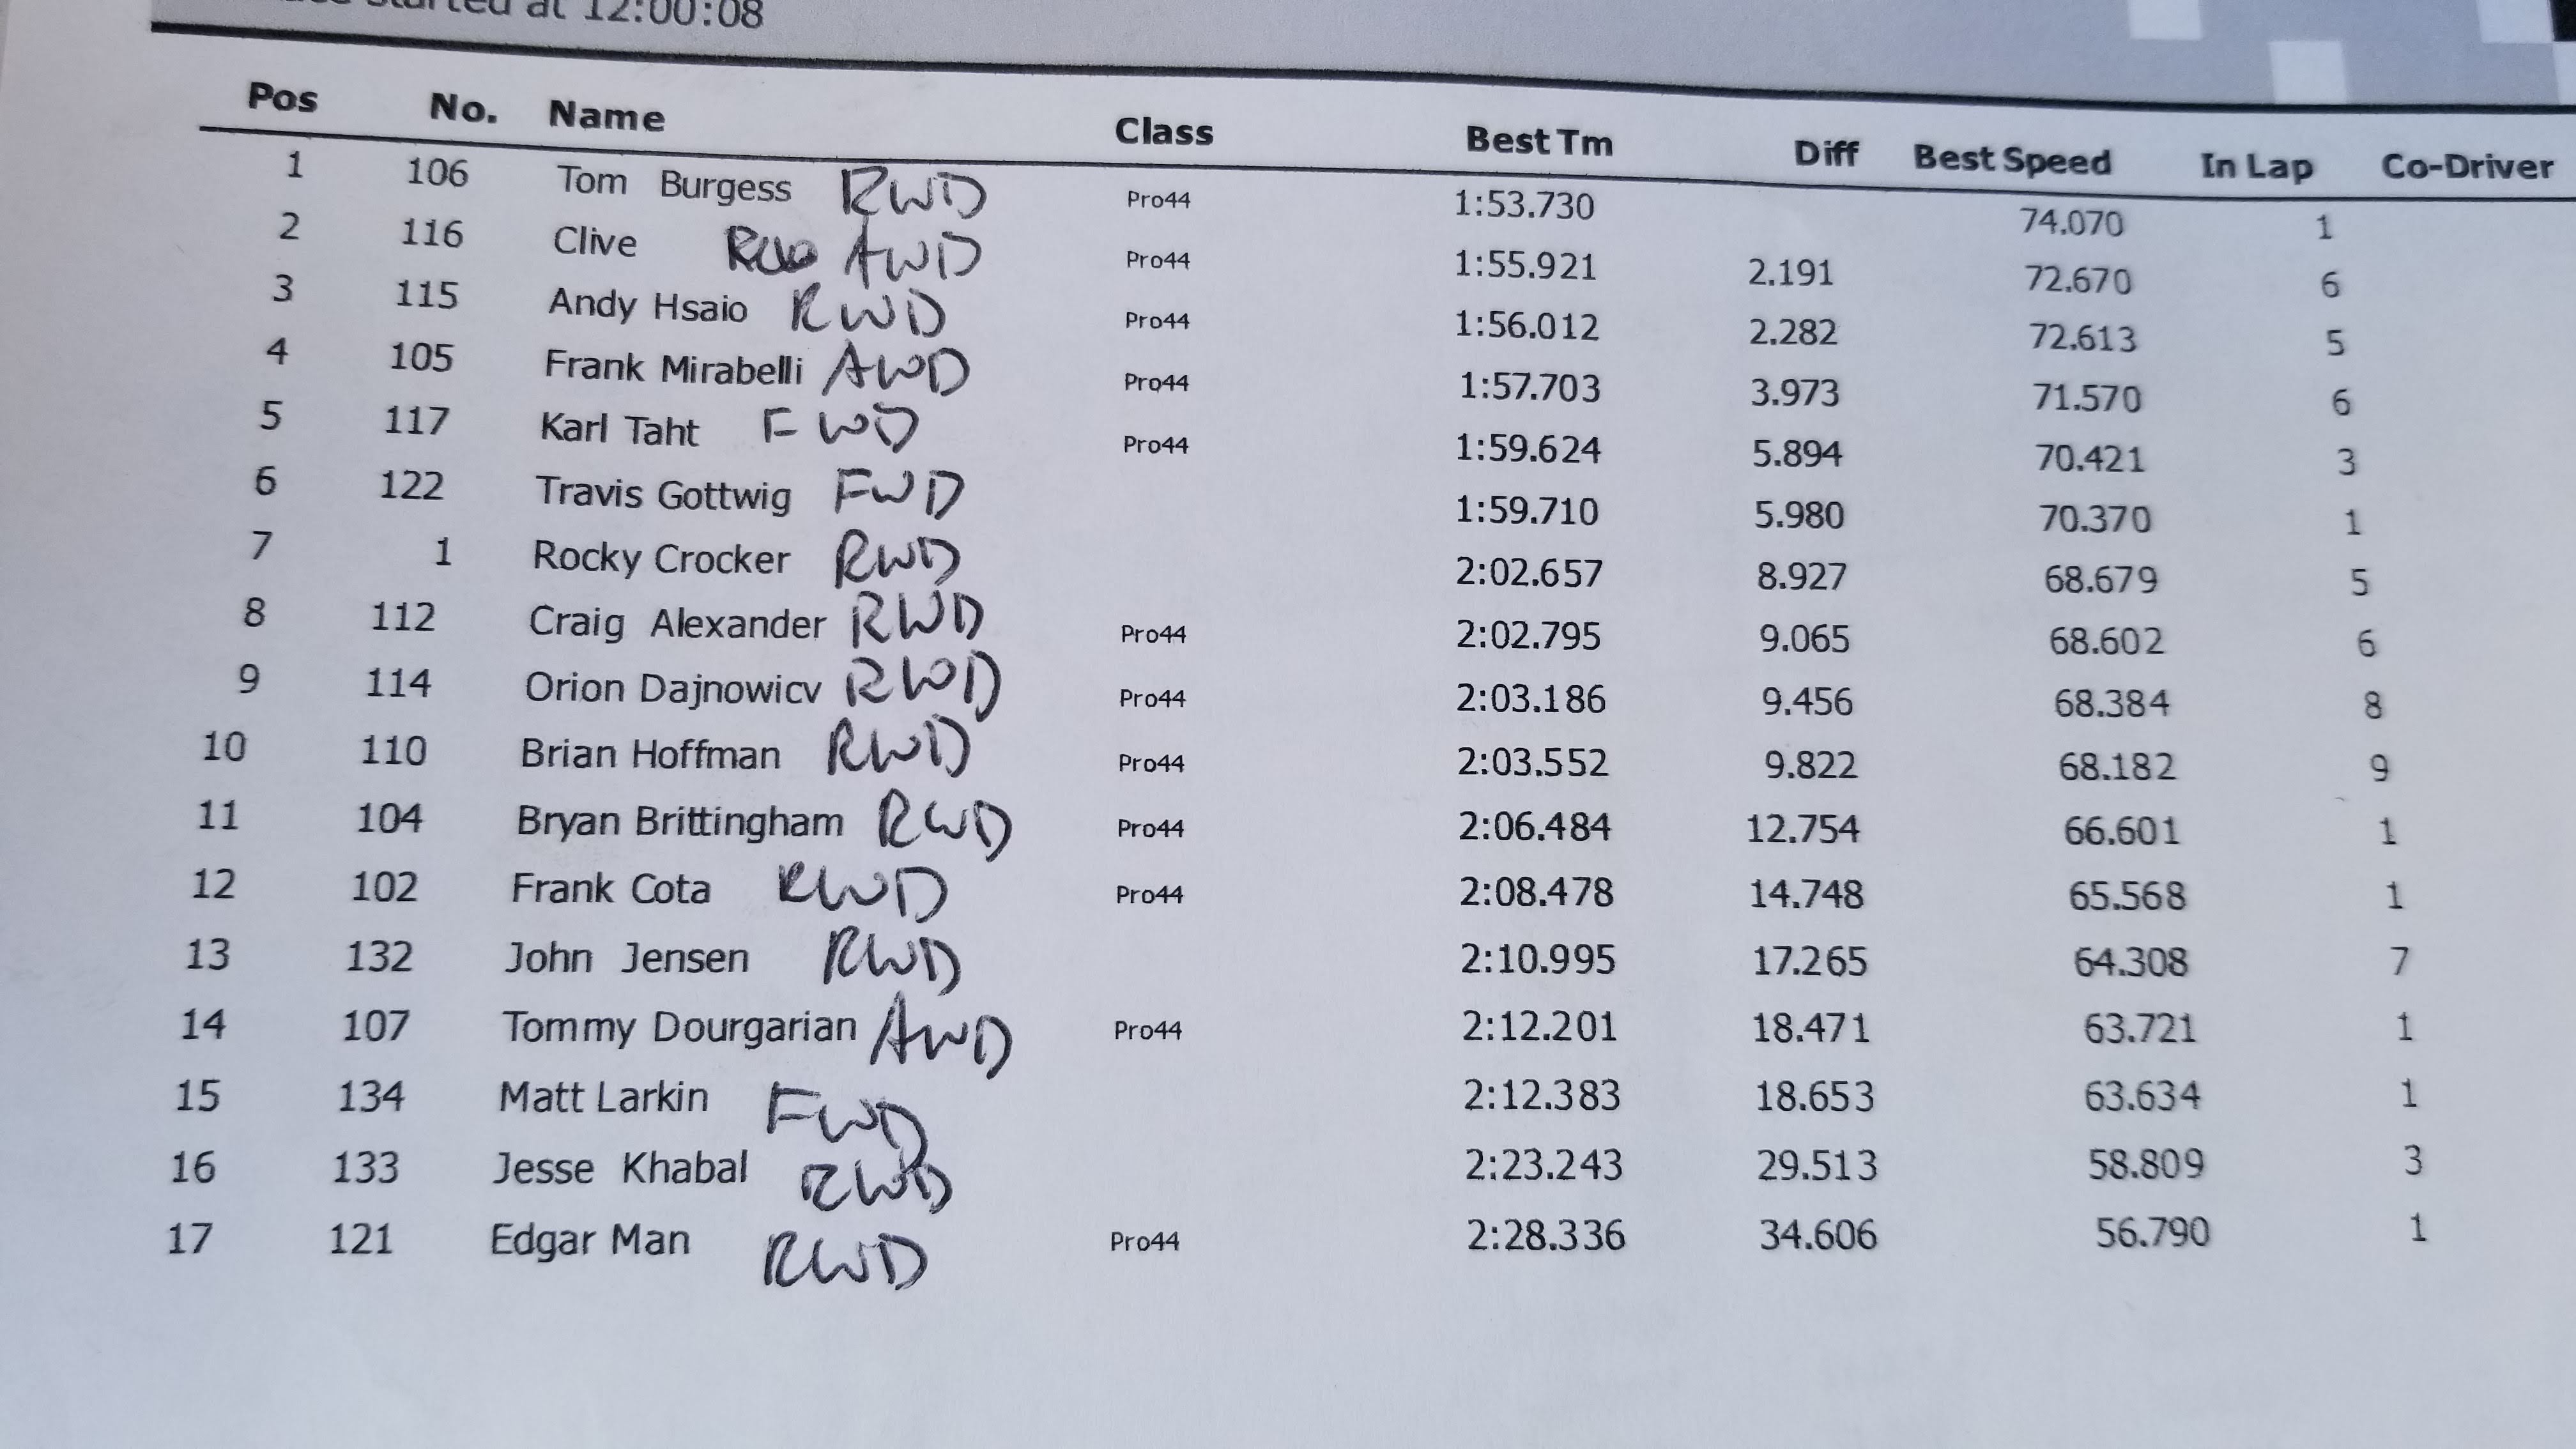 started at 12:00:08
Pos No. Name Class Best Tm Diff Best Speed In Lap Co-Driver
1 106 Tom Burgess RWD Pro44 1:53.730 74.070 1
2 116 Clive AWD Pro44 1:55.921 2.191 72.670 6
3 115 Andy Hsaio RWD Pro44 1:56.012 2.282 72.613 5
4 105 Frank Mirabelli AWD Pro44 1:57.703 3.973 71.570 6
5 117 Karl Taht FWD Pro44 1:59.624 5.894 70.421 3
6 122 Travis Gottwig FWD 1:59.710 5.980 70.370 1
7 1 Rocky Crocker RWD 2:02.657 8.927 68.679 5
8 112 Craig Alexander RWD Pro44 2:02.795 9.065 68.602 6
9 114 Orion Dajnowicv RWD Pro44 2:03.186 9.456 68.384 8
10 110 Brian Hoffman RWD Pro44 2:03.552 9.822 68.182 9
11 104 Bryan Brittingham RWD Pro44 2:06.484 12.754 66.601 1
12 102 Frank Cota RWD Pro44 2:08.478 14.748 65.568 1
13 132 John Jensen RWD 2:10.995 17.265 64.308 7
14 107 Tommy Dourgarian AWD Pro44 2:12.201 18.471 63.721 1
15 134 Matt Larkin FWD 2:12.383 18.653 63.634 1
16 133 Jesse Khabal RWD 2:23.243 29.513 58.809 3
17 121 Edgar Man RWD Pro44 2:28.336 34.606 56.790 1